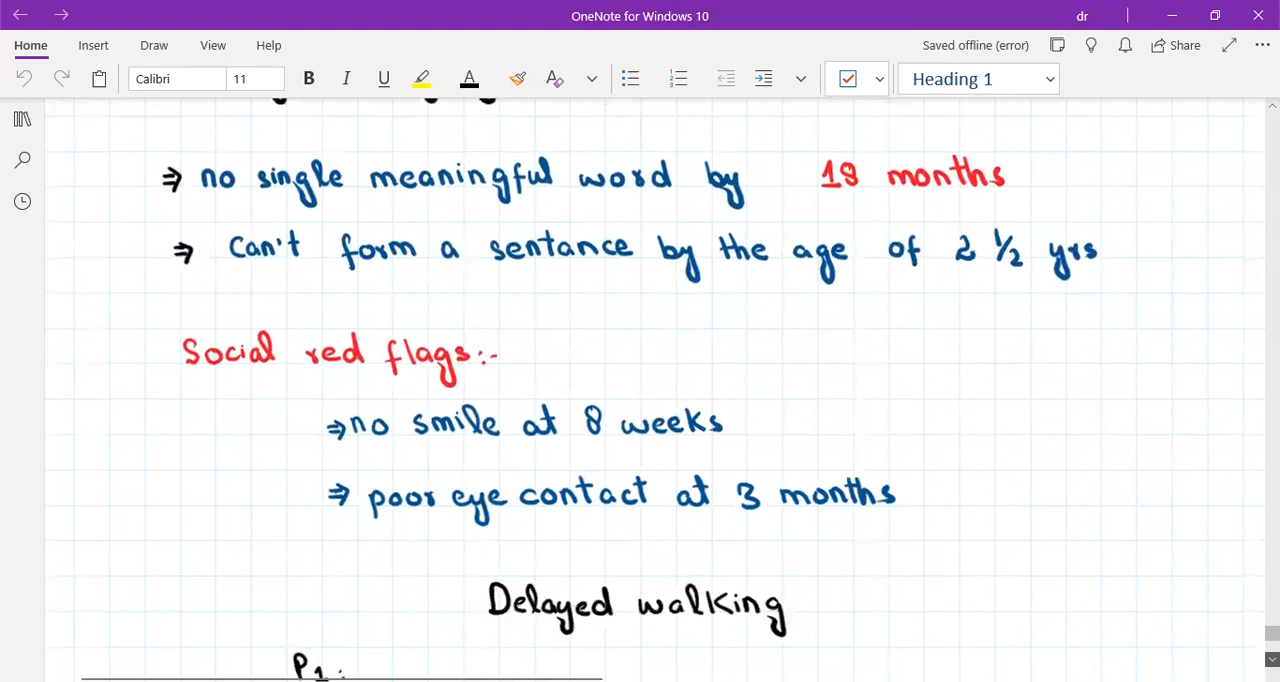 OneNote for Windows 10
dr
Home Insert Draw View Help
Saved offline (error) Share
Calibri 11 B I U A A Heading 1
⇒ no single meaningful word by 18 months
⇒ Can't form a sentance by the age of 2 ½ yrs
Social red flags:-
⇒ no smile at 8 weeks
⇒ poor eye contact at 3 months
Delayed walking
P1: